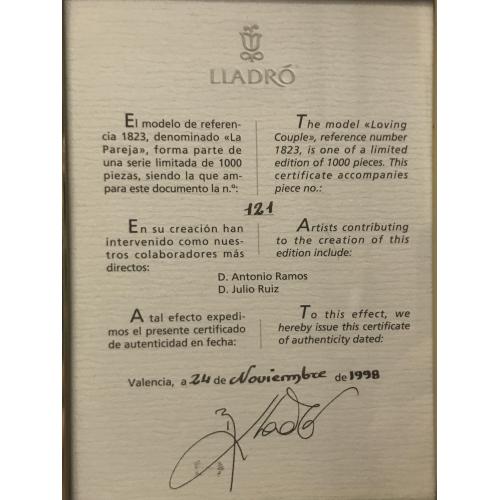 LLADRÓ
El modelo de referen-
cia 1823, denominado «La
Pareja», forma parte de
una serie limitada de 1000
piezas, siendo la que am-
para este documento la n.º:
The model «Loving
Couple», reference number
1823, is one of a limited
edition of 1000 pieces. This
certificate accompanies
piece no.:
121
En su creación han
intervenido como nues-
tros colaboradores más
directos:
Artists contributing
to the creation of this
edition include:
D. Antonio Ramos
D. Julio Ruiz
A tal efecto expedi-
mos el presente certificado
de autenticidad en fecha:
To this effect, we
hereby issue this certificate
of authenticity dated:
Valencia, a 24 de Noviembre de 1998
Lladró